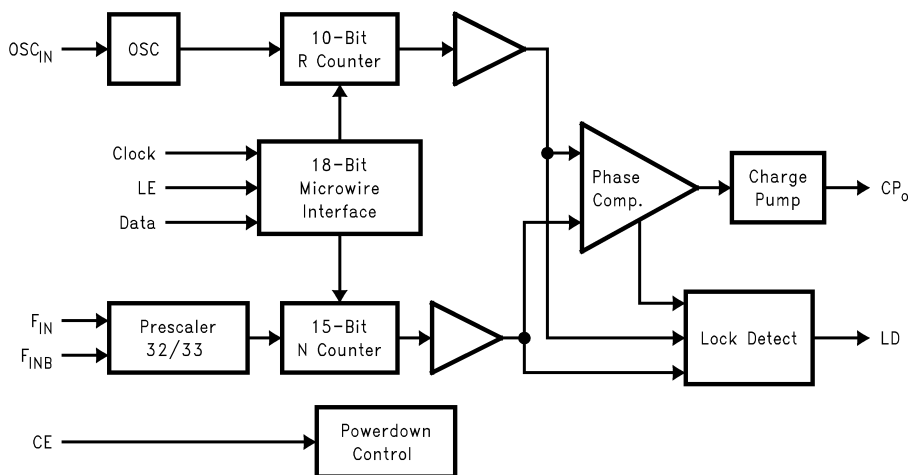 OSC_IN
OSC
10-Bit
R Counter
Clock
LE
Data
18-Bit
Microwire
Interface
Phase
Comp.
Charge
Pump
CP_o
F_IN
F_INB
Prescaler
32/33
15-Bit
N Counter
Lock Detect
LD
CE
Powerdown
Control